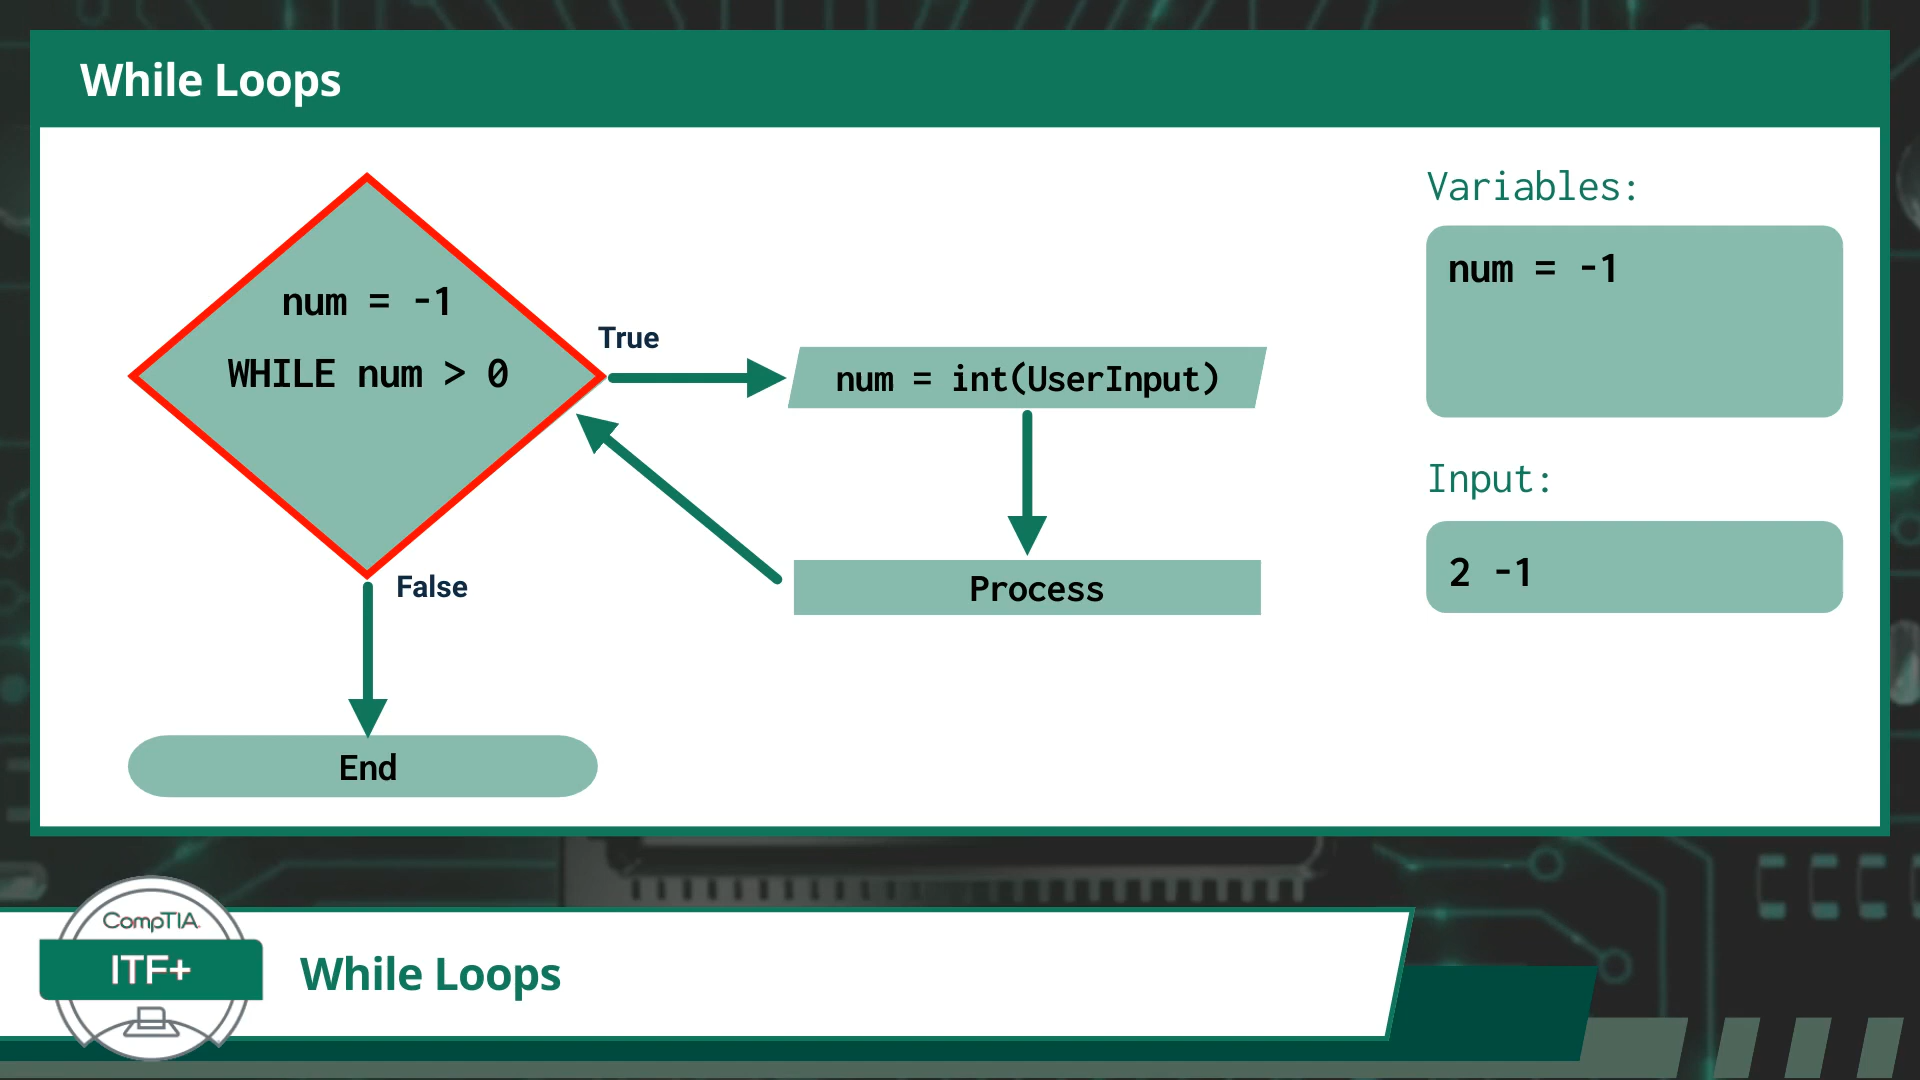 While Loops
num = -1
WHILE num > 0
True
num = int(UserInput)
Process
False
End
Variables:
num = -1
Input:
2 -1
CompTIA
ITF+
While Loops